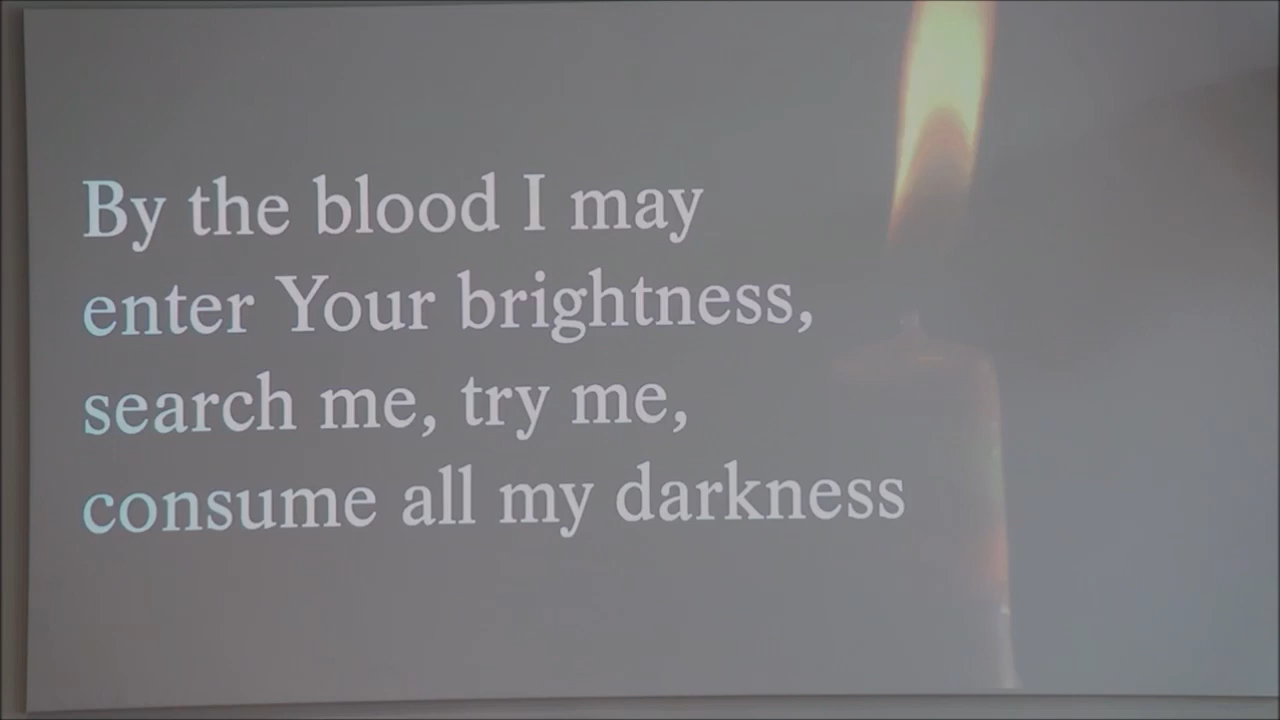 By the blood I may
enter Your brightness,
search me, try me,
consume all my darkness